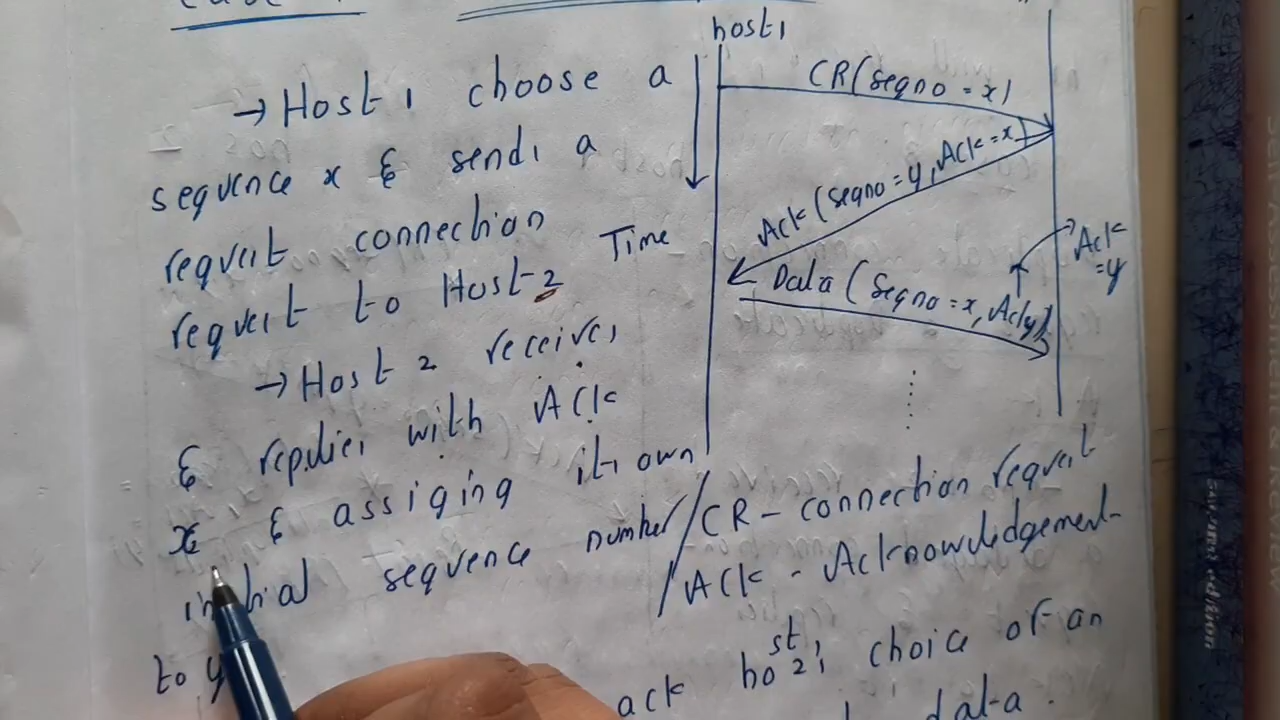 host1
→ Host 1 choose a
sequence x & sends a
request connection
request to Host 2
→ Host 2 receives
& replies with ACK
x & assiging its own
initial sequence number
to y
ack host 2's choice of an
data.
Time
CR(seqno = x)
Ack (seqno = y, Ack = x)
Data (seqno = x, Ack y)
Ack
= y
/ CR - connection request
/ Ack - Acknowledgement